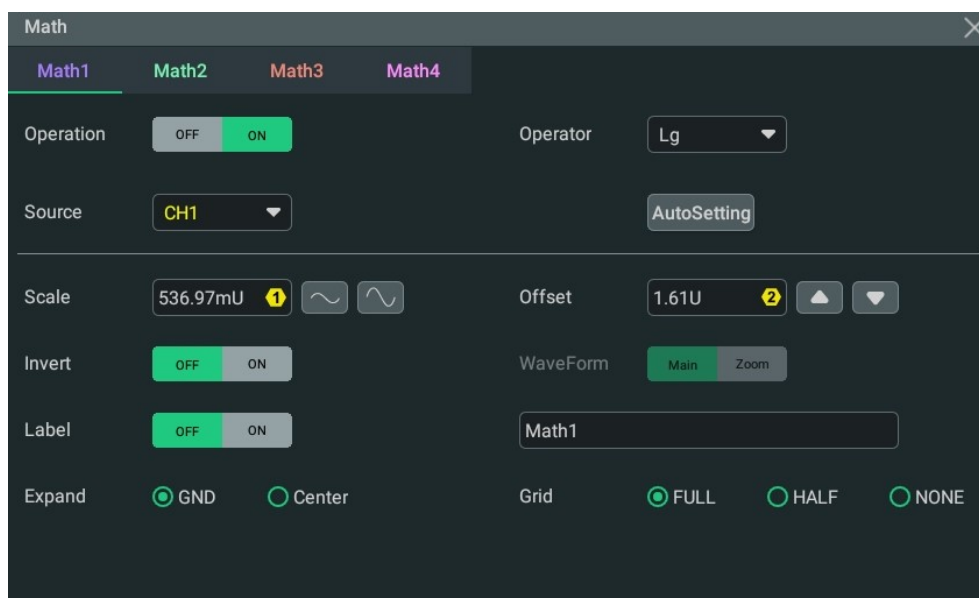 Math
Math1 Math2 Math3 Math4
Operation OFF ON Operator Lg
Source CH1 AutoSetting
Scale 536.97mU 1 Offset 1.61U 2
Invert OFF ON WaveForm Main Zoom
Label OFF ON Math1
Expand GND Center Grid FULL HALF NONE